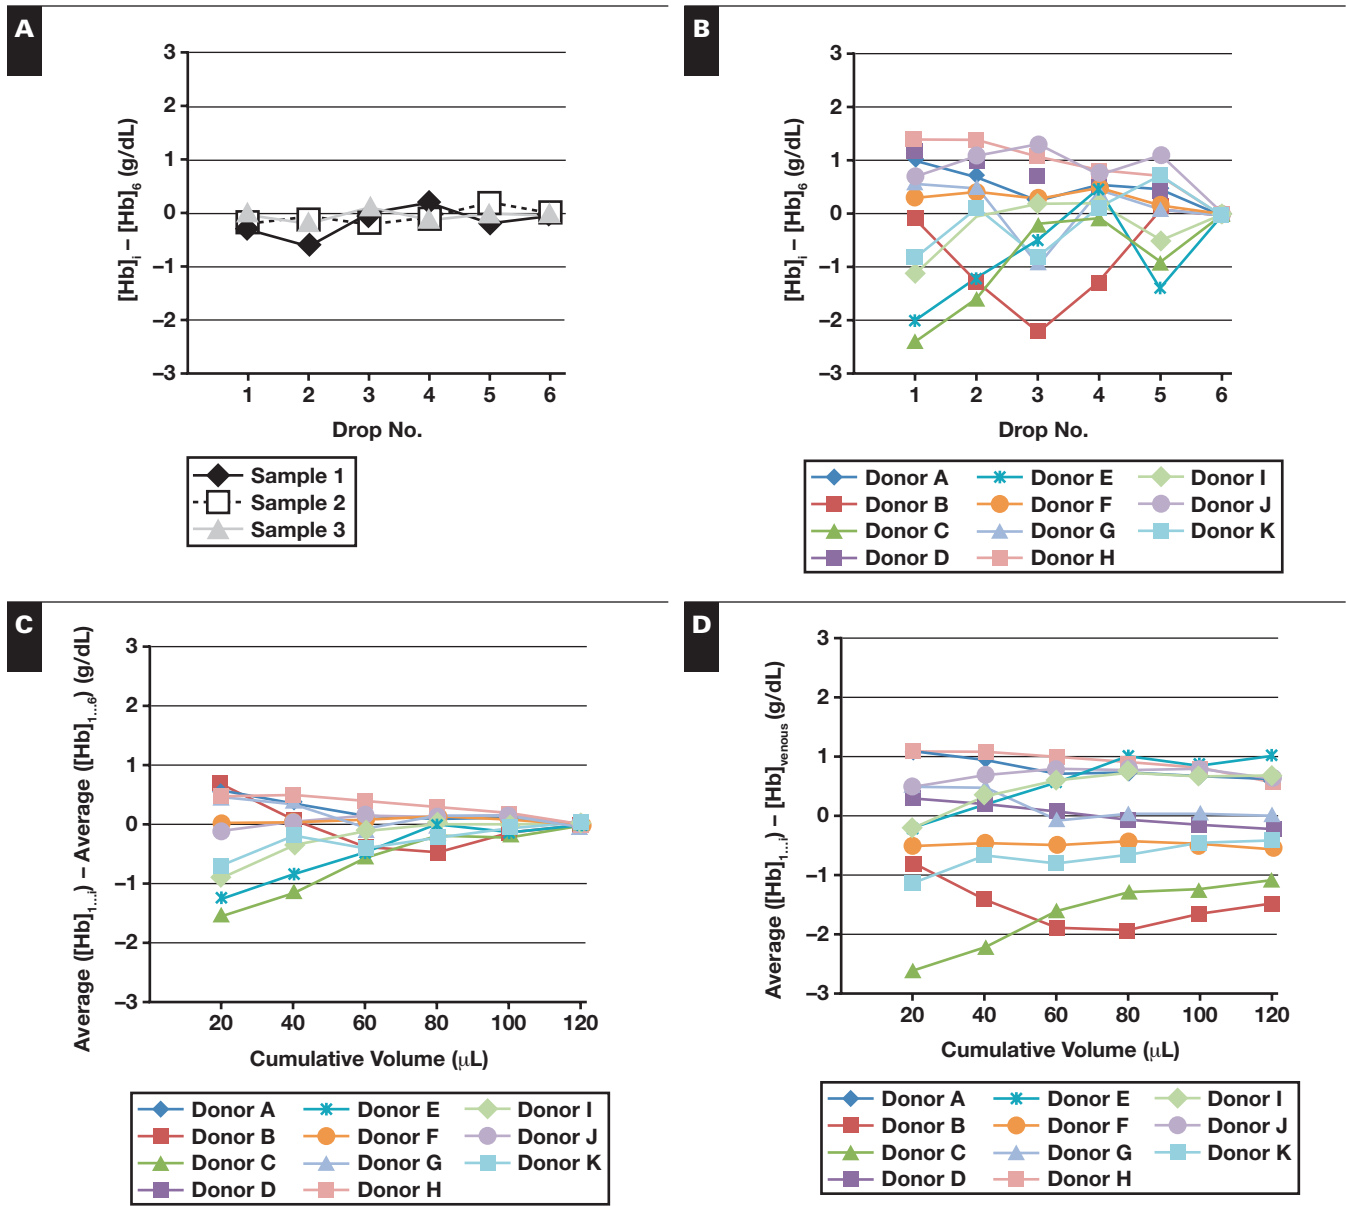 A
[Hb]i – [Hb]6 (g/dL)
3
2
1
0
–1
–2
–3
1 2 3 4 5 6
Drop No.
Sample 1
Sample 2
Sample 3
B
[Hb]i – [Hb]6 (g/dL)
3
2
1
0
–1
–2
–3
1 2 3 4 5 6
Drop No.
Donor A Donor E Donor I
Donor B Donor F Donor J
Donor C Donor G Donor K
Donor D Donor H
C
Average ([Hb]1...i) – Average ([Hb]1...6) (g/dL)
3
2
1
0
–1
–2
–3
20 40 60 80 100 120
Cumulative Volume (μL)
Donor A Donor E Donor I
Donor B Donor F Donor J
Donor C Donor G Donor K
Donor D Donor H
D
Average ([Hb]1...i) – [Hb]venous (g/dL)
3
2
1
0
–1
–2
–3
20 40 60 80 100 120
Cumulative Volume (μL)
Donor A Donor E Donor I
Donor B Donor F Donor J
Donor C Donor G Donor K
Donor D Donor H